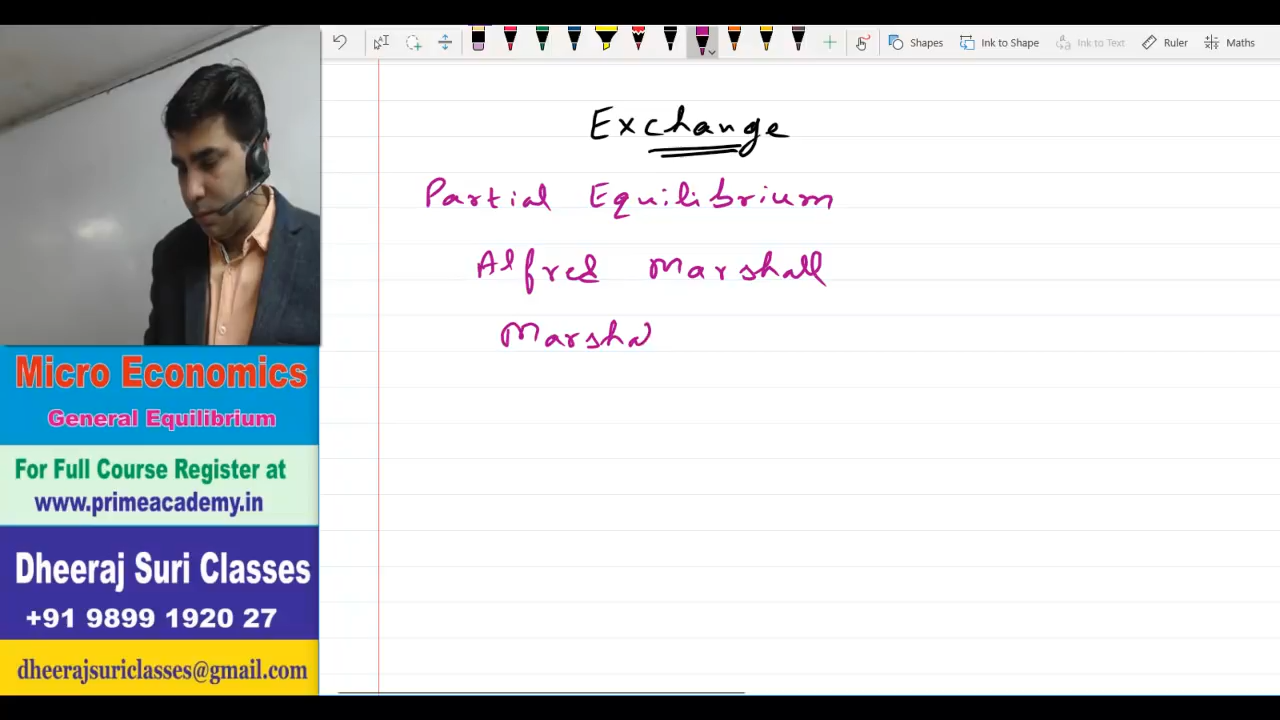 Shapes
Ink to Shape
Ink to Text
Ruler
Maths
Exchange
Partial Equilibrium
Alfred Marshall
Marsha
Micro Economics
General Equilibrium
For Full Course Register at
www.primeacademy.in
Dheeraj Suri Classes
+91 9899 1920 27
dheerajsuriclasses@gmail.com